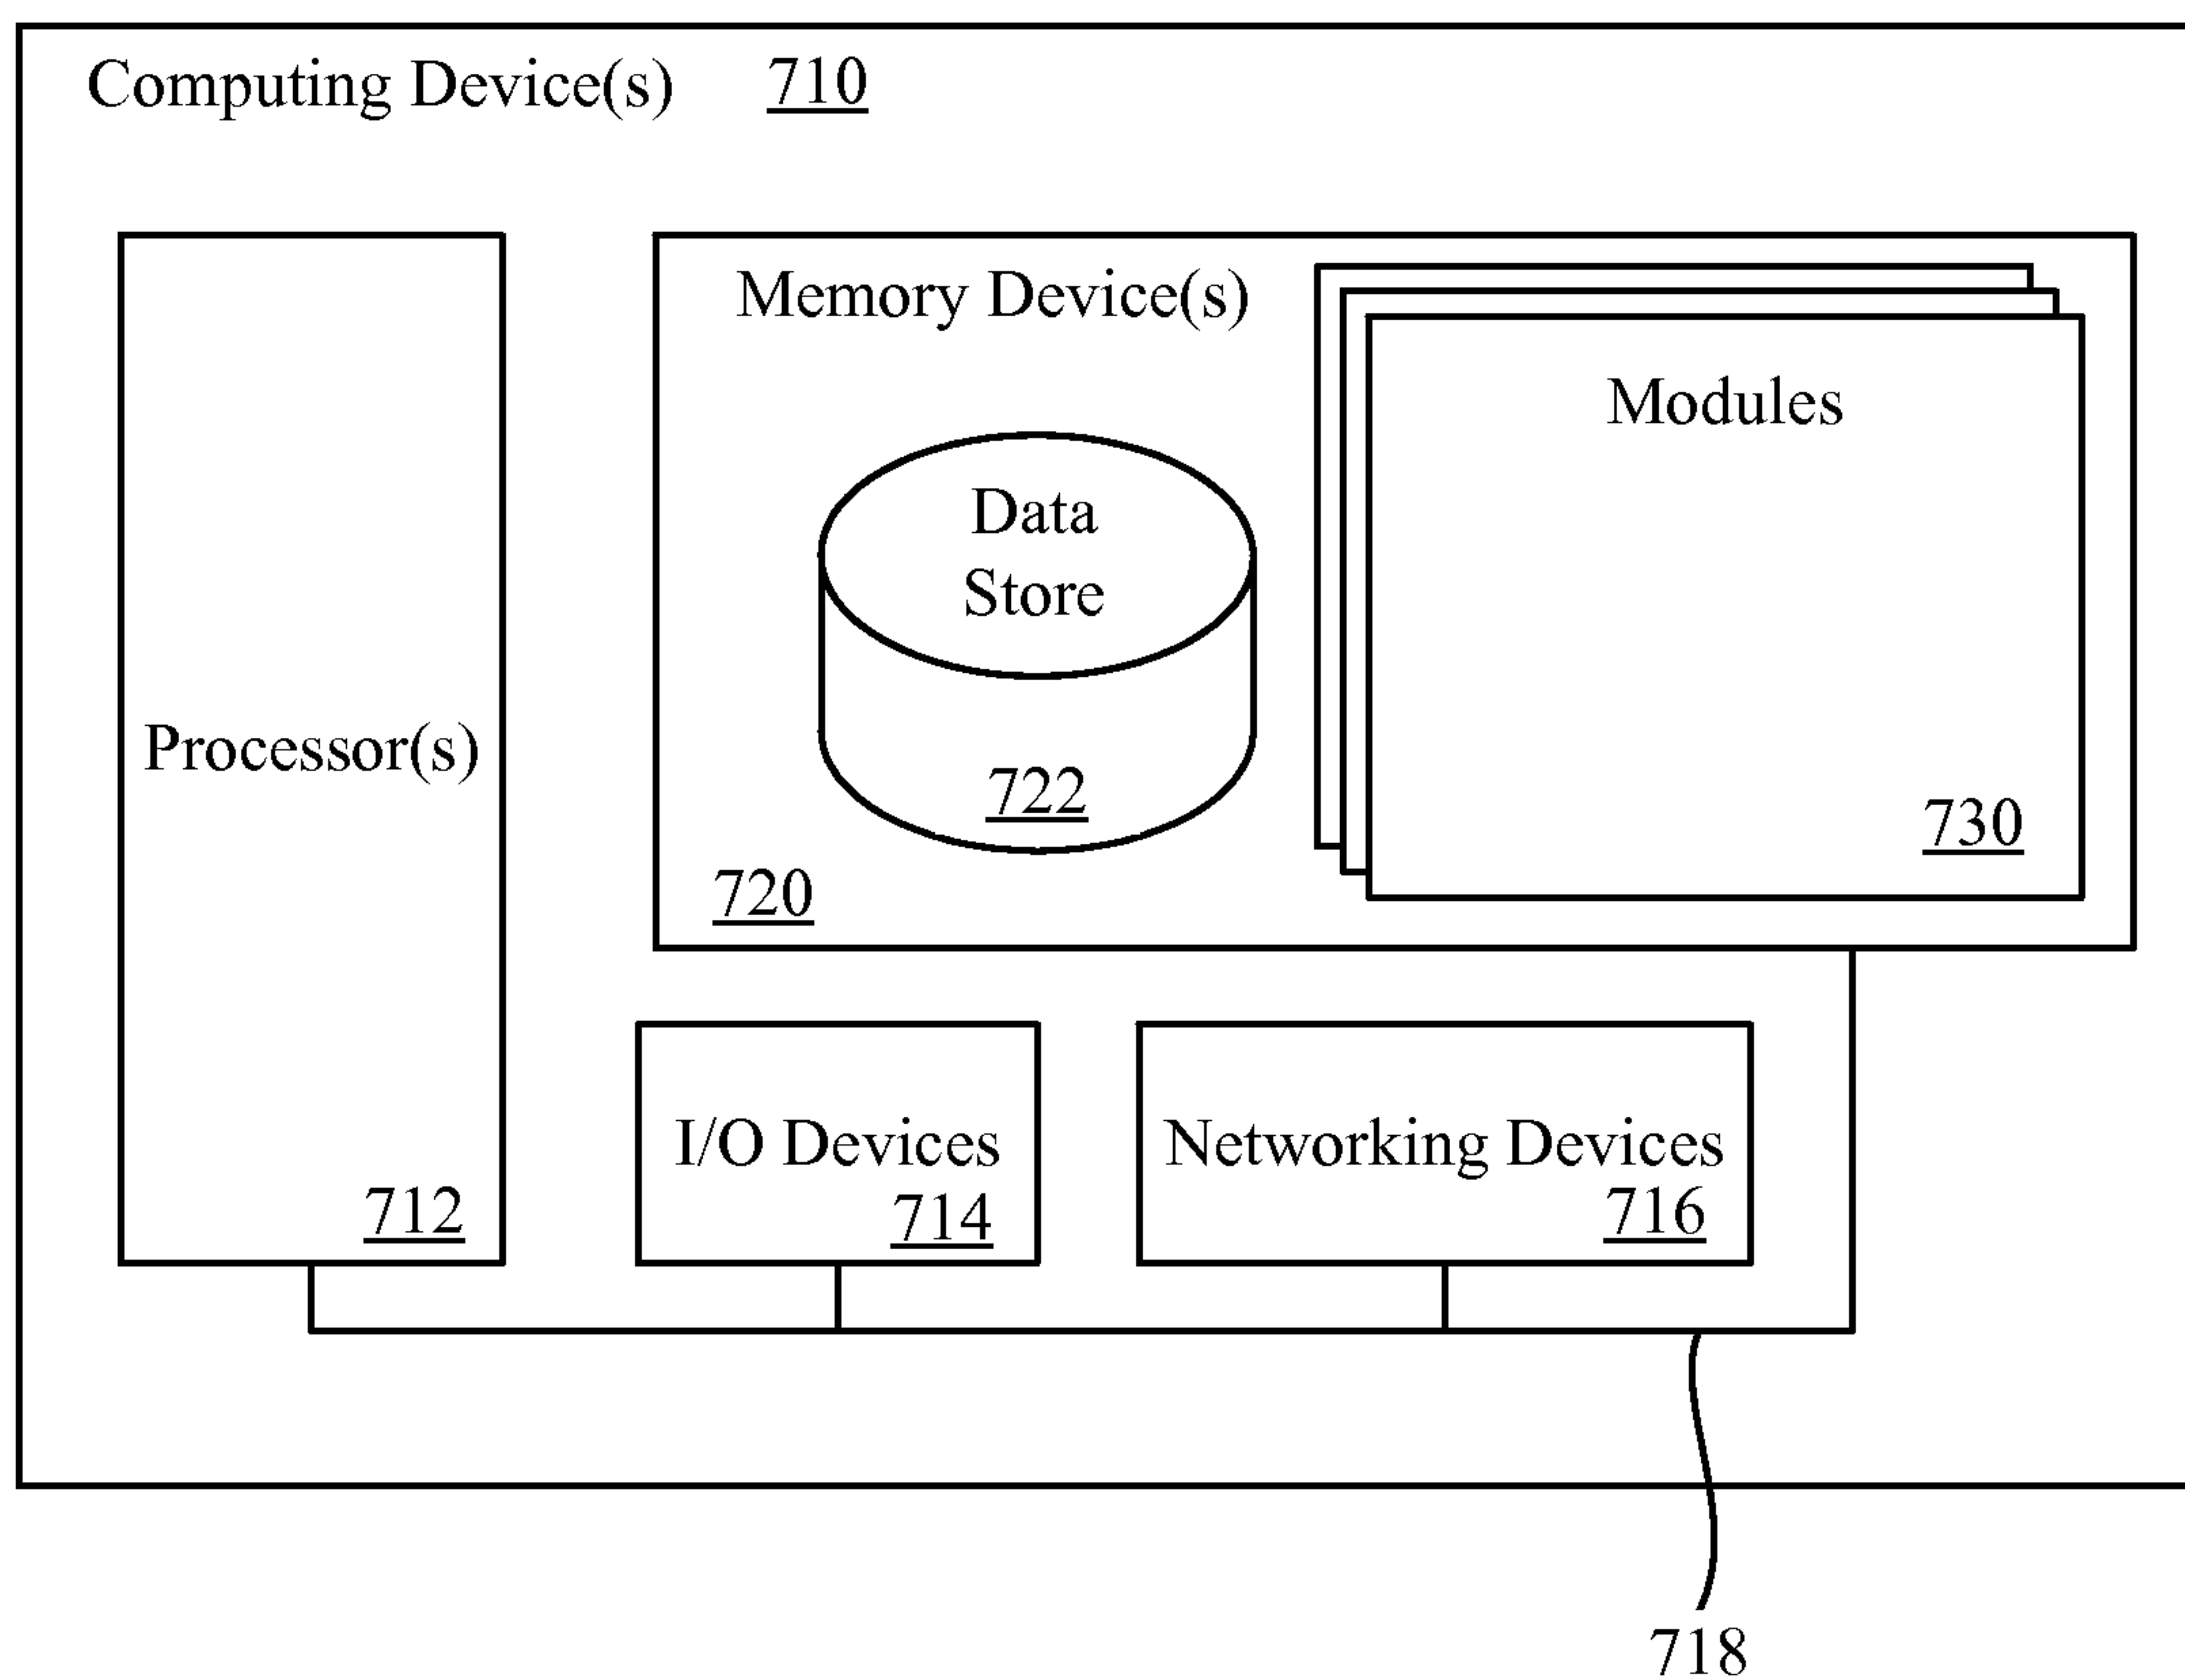 Computing Device(s) 710
Processor(s)
712
Memory Device(s)
Data
Store
722
720
Modules
730
I/O Devices
714
Networking Devices
716
718